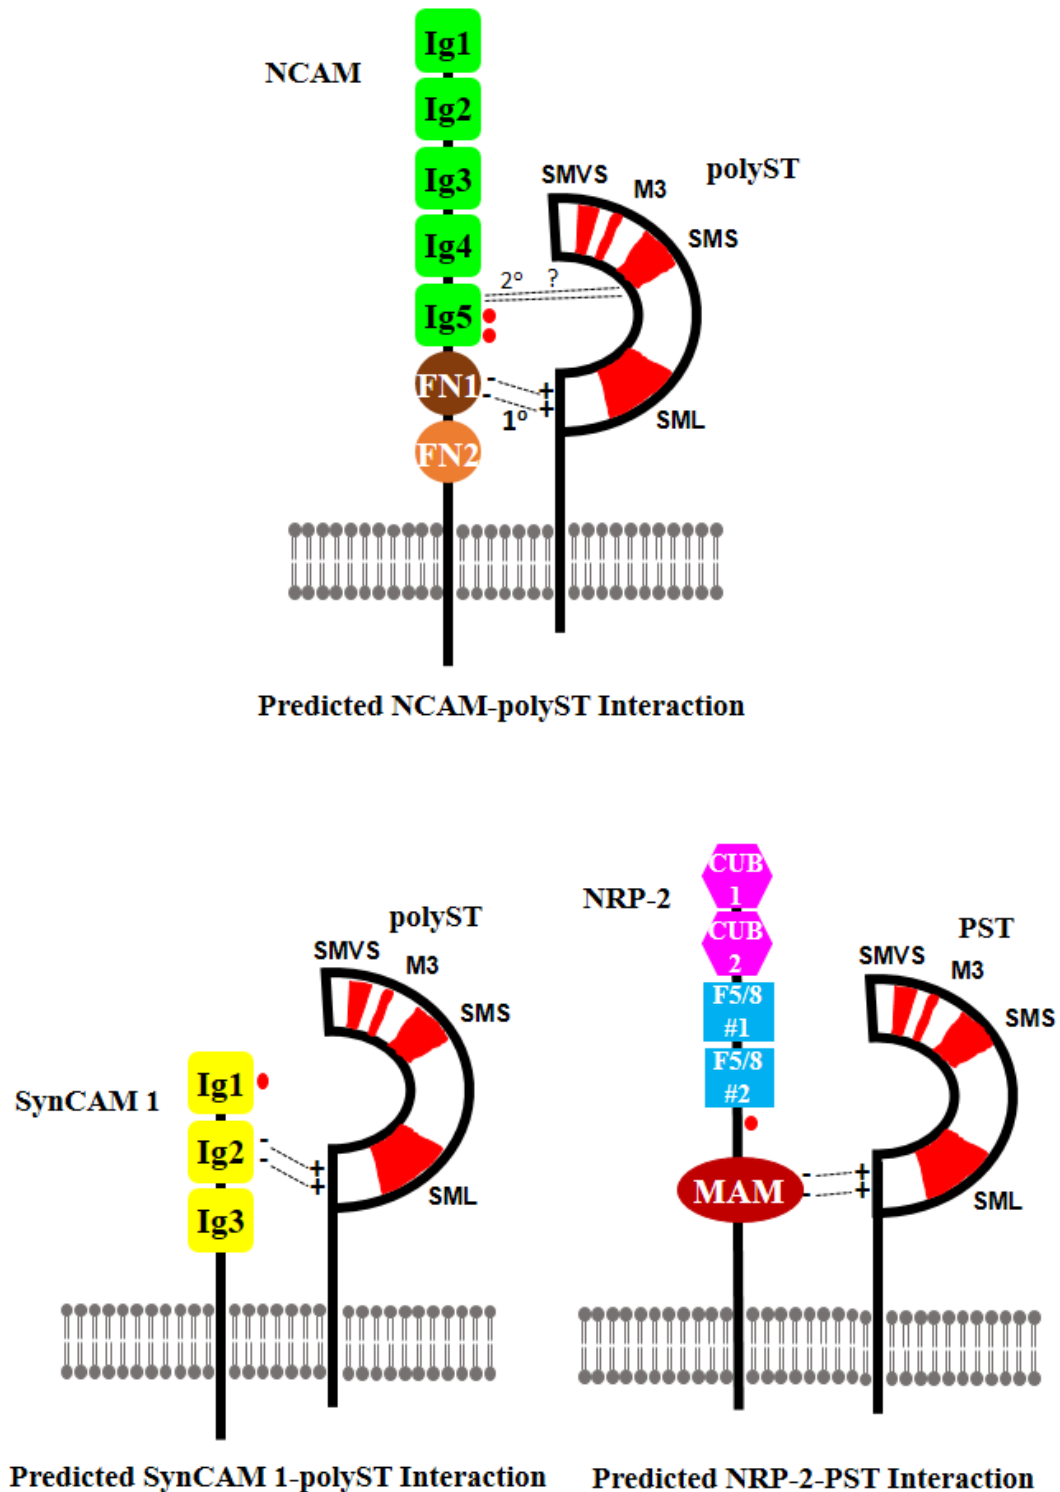 NCAM
Ig1
Ig2
Ig3
Ig4
Ig5
FN1
FN2
polyST
SMVS
M3
SMS
SML
2° ?
- +
- +
1°
Predicted NCAM-polyST Interaction
SynCAM 1
Ig1
Ig2
Ig3
polyST
SMVS
M3
SMS
SML
- +
- +
Predicted SynCAM 1-polyST Interaction
NRP-2
CUB
1
CUB
2
F5/8
#1
F5/8
#2
MAM
PST
SMVS
M3
SMS
SML
- +
- +
Predicted NRP-2-PST Interaction